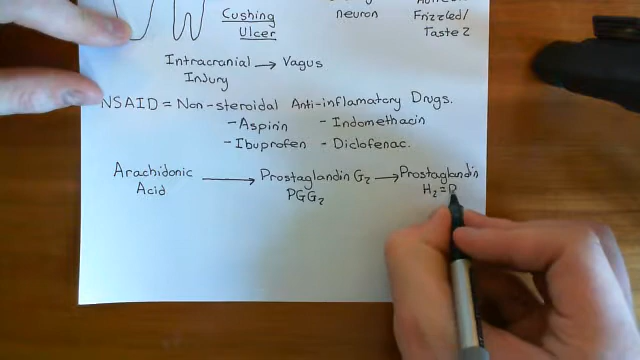 Cushing
Ulcer
neuron
Frizzled/
Taste 2
Intracranial → Vagus
Injury
NSAID = Non-steroidal Anti-inflamatory Drugs.
- Aspirin - Indomethacin
- Ibuprofen - Diclofenac.
Arachidonic → Prostaglandin G2 → Prostaglandin
Acid PGG2 H2 = P